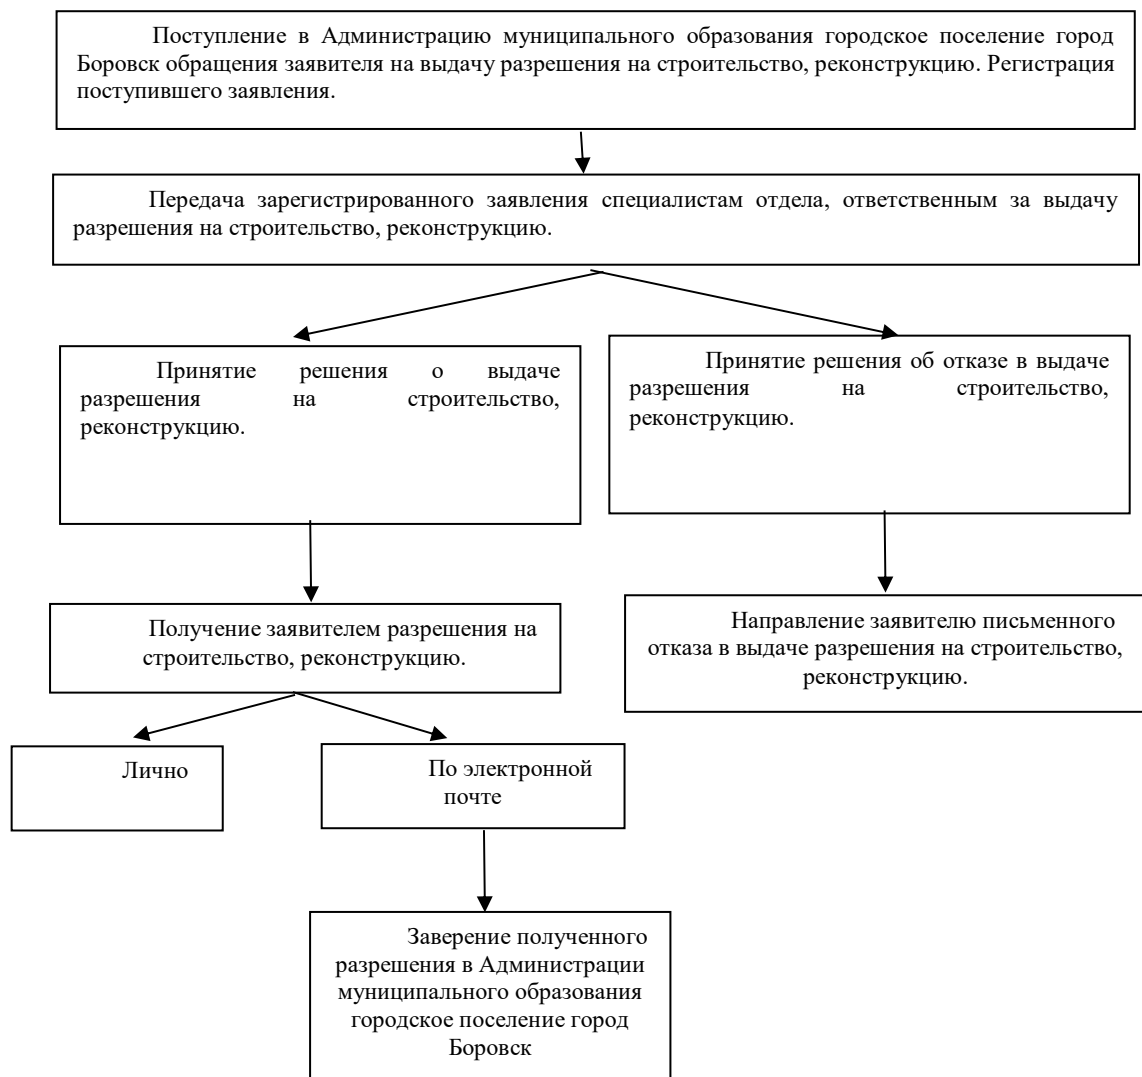 Поступление в Администрацию муниципального образования городское поселение город
Боровск обращения заявителя на выдачу разрешения на строительство, реконструкцию. Регистрация
поступившего заявления.
Передача зарегистрированного заявления специалистам отдела, ответственным за выдачу
разрешения на строительство, реконструкцию.
Принятие решения о выдаче
разрешения на строительство,
реконструкцию.
Принятие решения об отказе в выдаче
разрешения на строительство,
реконструкцию.
Получение заявителем разрешения на
строительство, реконструкцию.
Направление заявителю письменного
отказа в выдаче разрешения на строительство,
реконструкцию.
Лично
По электронной
почте
Заверение полученного
разрешения в Администрации
муниципального образования
городское поселение город
Боровск